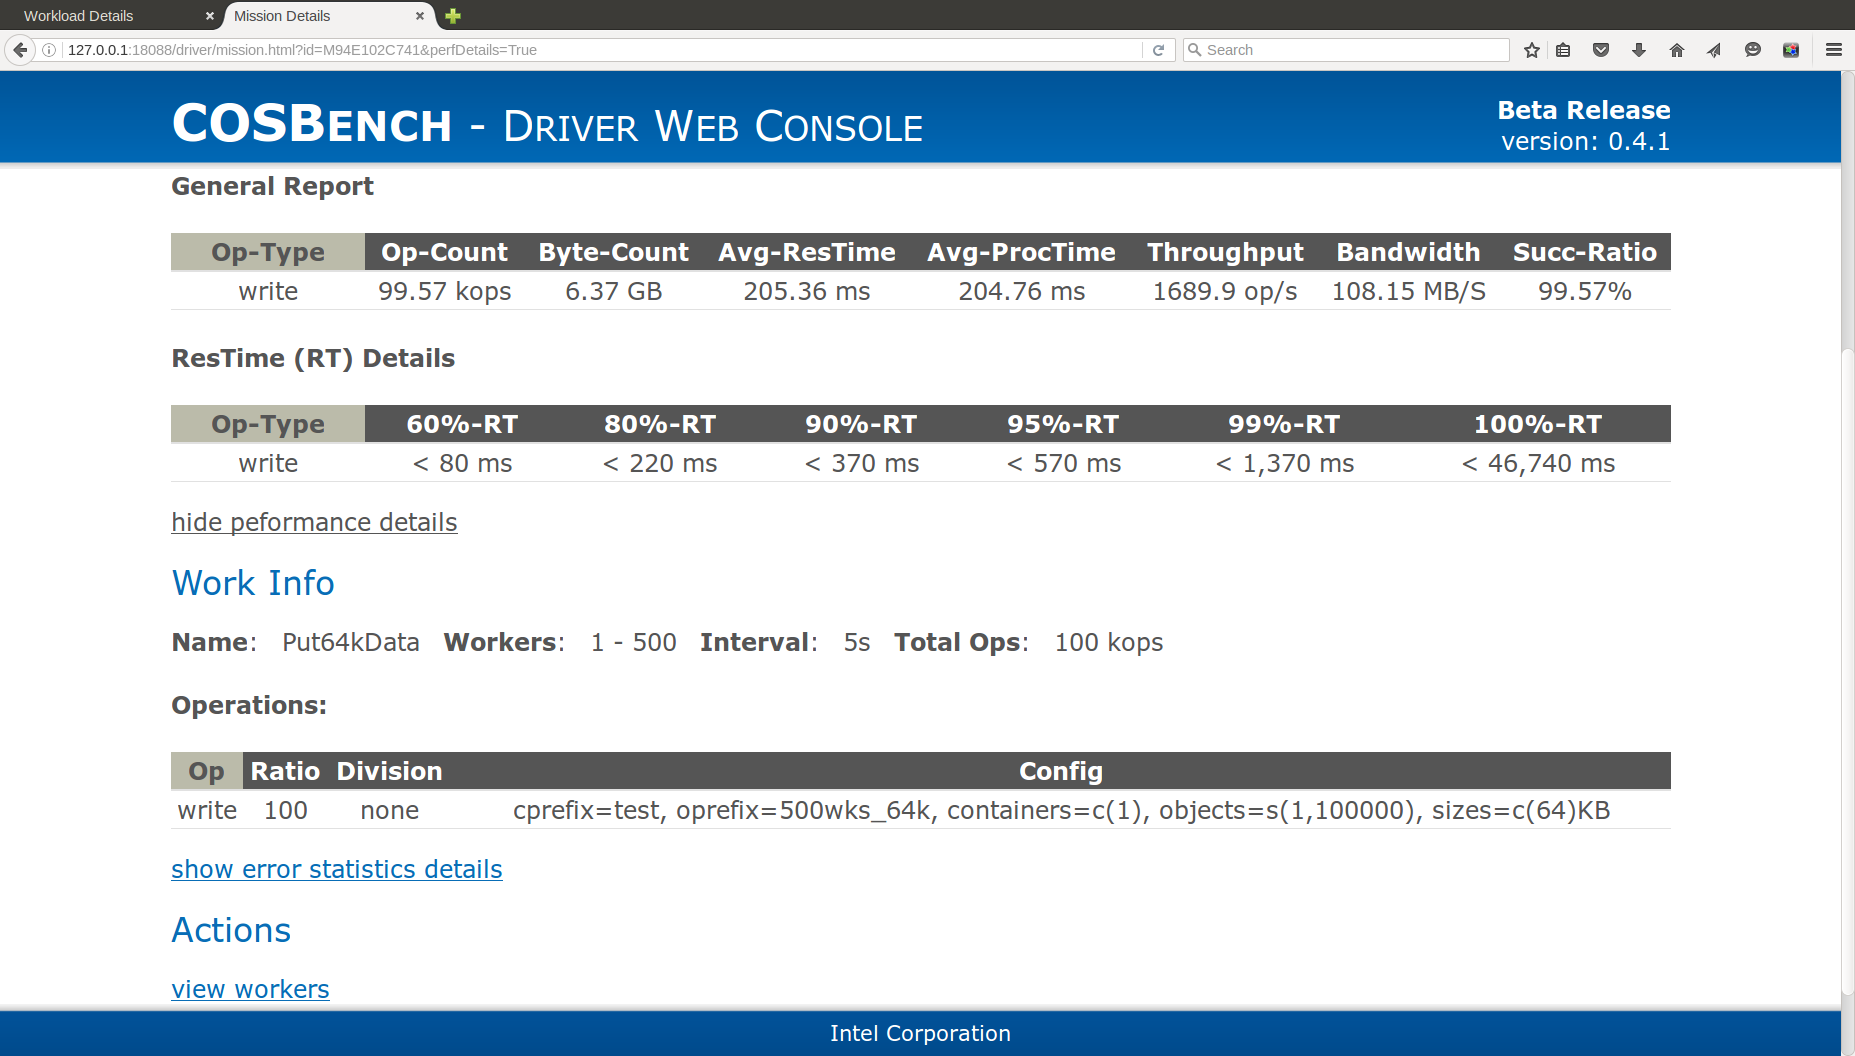 Workload Details × Mission Details ×
127.0.0.1:18088/driver/mission.html?id=M94E102C741&perfDetails=True Search
COSBENCH - DRIVER WEB CONSOLE
Beta Release
version: 0.4.1
General Report
Op-Type Op-Count Byte-Count Avg-ResTime Avg-ProcTime Throughput Bandwidth Succ-Ratio
write 99.57 kops 6.37 GB 205.36 ms 204.76 ms 1689.9 op/s 108.15 MB/S 99.57%
ResTime (RT) Details
Op-Type 60%-RT 80%-RT 90%-RT 95%-RT 99%-RT 100%-RT
write < 80 ms < 220 ms < 370 ms < 570 ms < 1,370 ms < 46,740 ms
hide peformance details
Work Info
Name: Put64kData Workers: 1 - 500 Interval: 5s Total Ops: 100 kops
Operations:
Op Ratio Division Config
write 100 none cprefix=test, oprefix=500wks_64k, containers=c(1), objects=s(1,100000), sizes=c(64)KB
show error statistics details
Actions
view workers
Intel Corporation